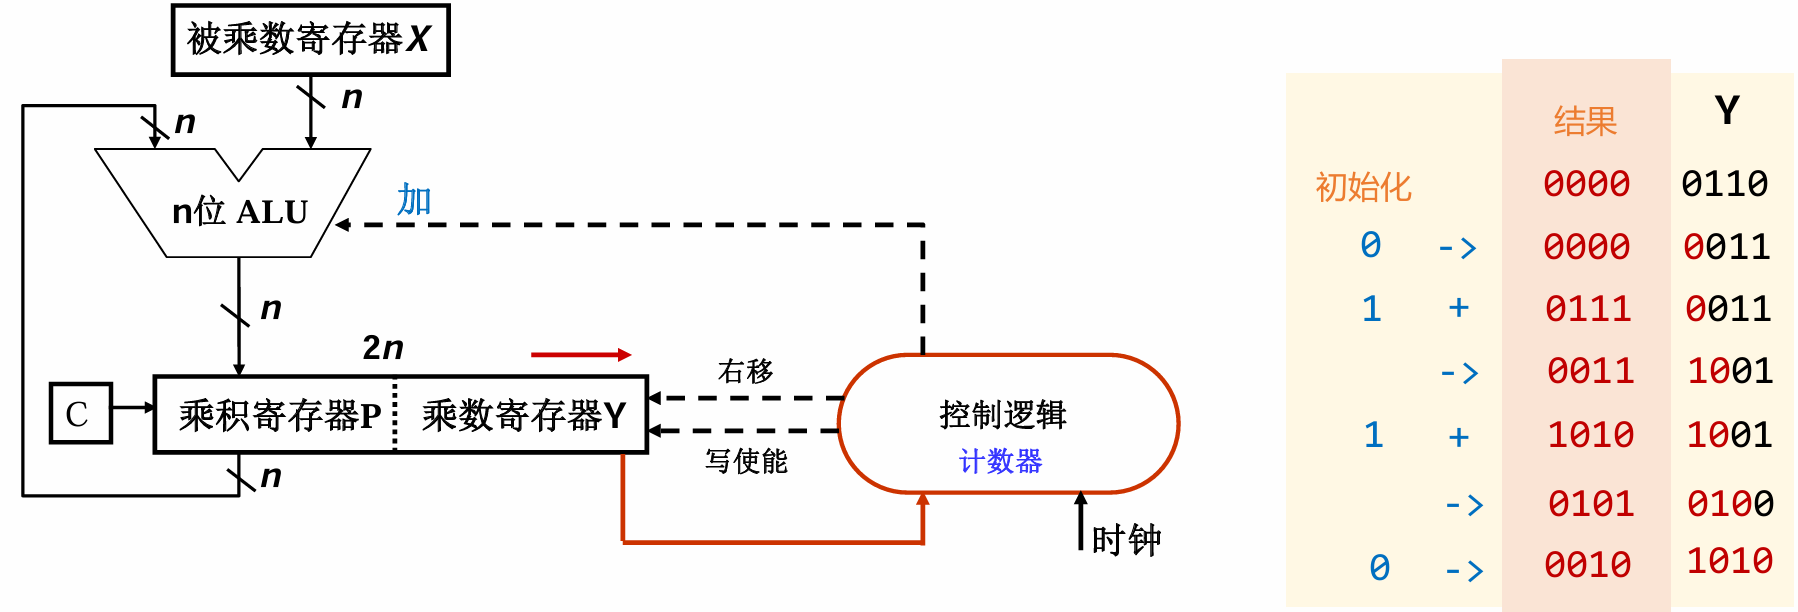 被乘数寄存器X
n
n
n位 ALU
加
n
2n
C
乘积寄存器P
乘数寄存器Y
n
右移
写使能
控制逻辑
计数器
时钟
结果 Y
初始化 0000 0110
0 -> 0000 0011
1 + 0111 0011
-> 0011 1001
1 + 1010 1001
-> 0101 0100
0 -> 0010 1010